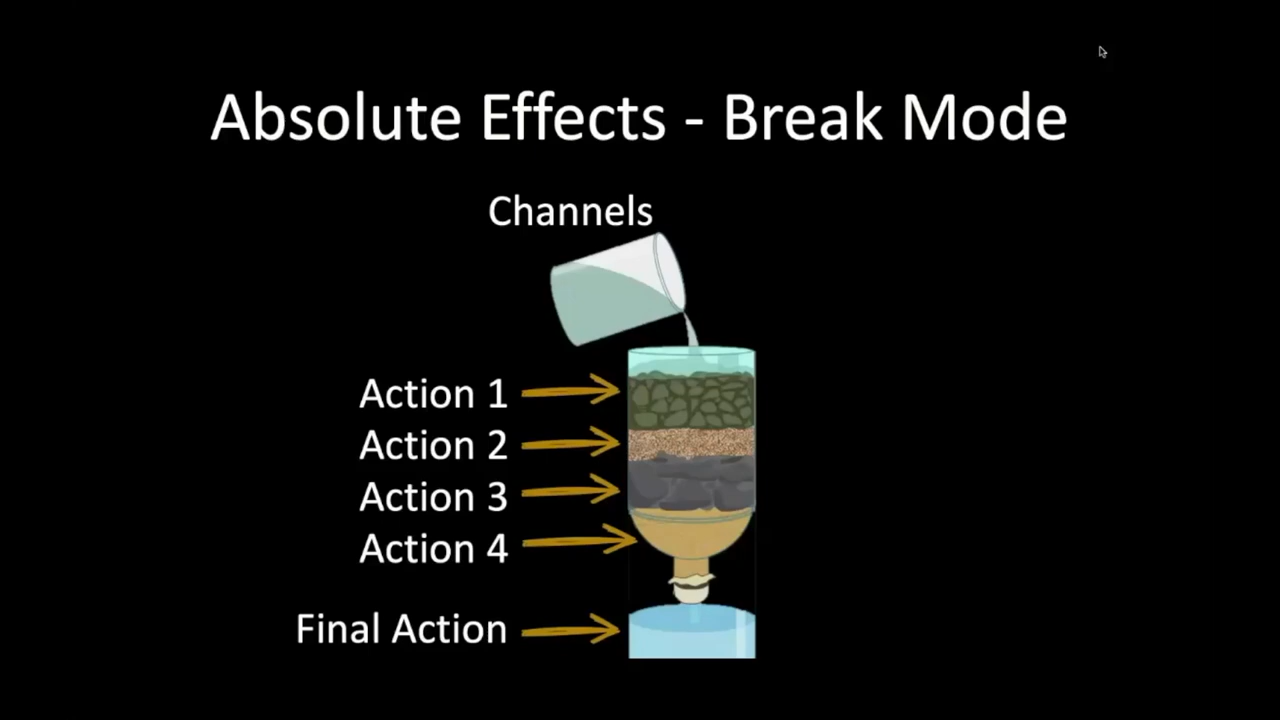 Absolute Effects - Break Mode
Channels
Action 1
Action 2
Action 3
Action 4
Final Action